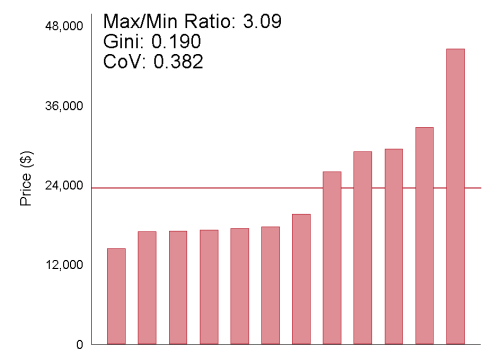 48,000
Max/Min Ratio: 3.09
Gini: 0.190
CoV: 0.382
36,000
Price ($)
24,000
12,000
0